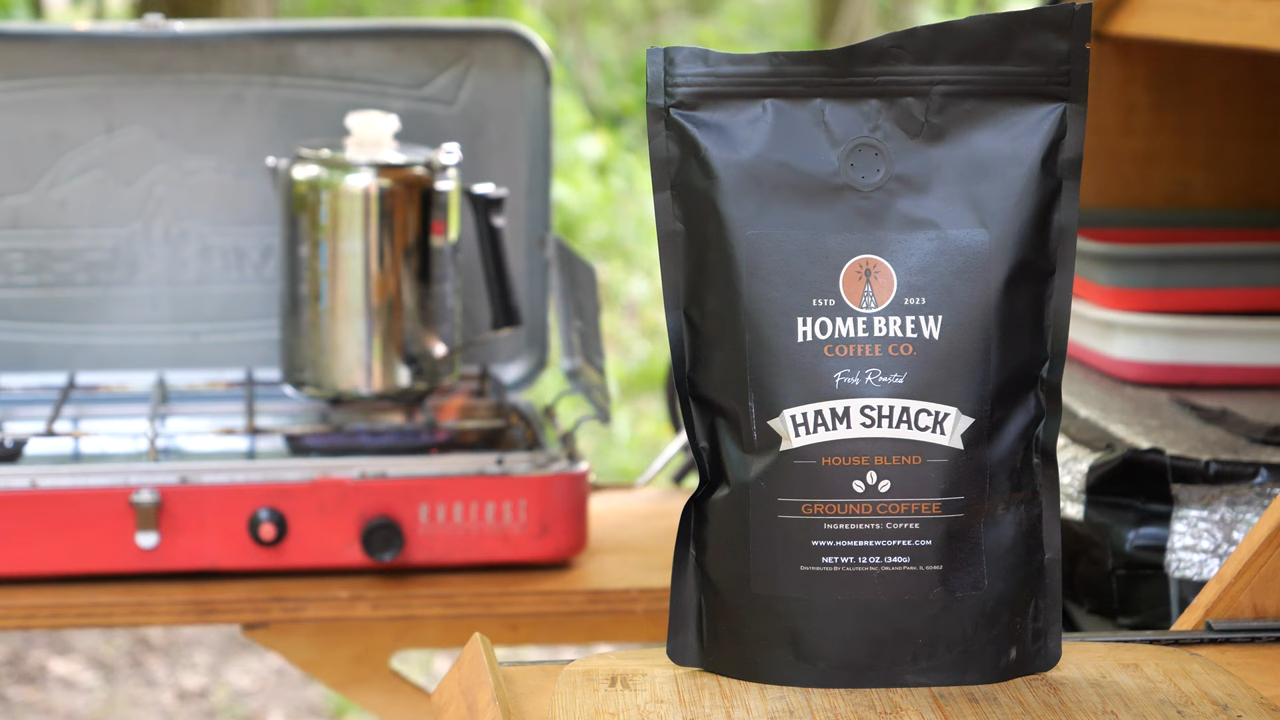 ESTD 2023
HOME BREW
COFFEE CO.
Fresh Roasted
HAM SHACK
HOUSE BLEND
GROUND COFFEE
INGREDIENTS: COFFEE
WWW.HOMEBREWCOFFEE.COM
NET WT. 12 OZ. (340G)
DISTRIBUTED BY CALUTECH INC. ORLAND PARK, IL 60462